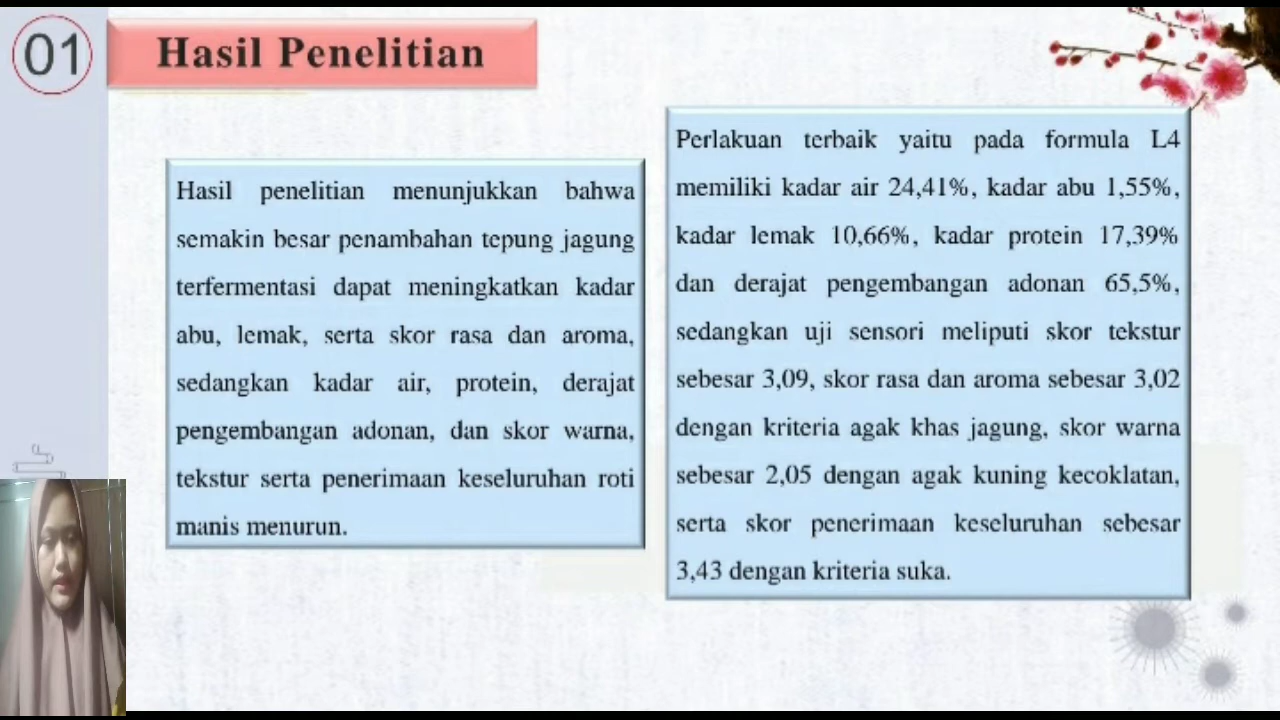 01
Hasil Penelitian
Hasil penelitian menunjukkan bahwa
semakin besar penambahan tepung jagung
terfermentasi dapat meningkatkan kadar
abu, lemak, serta skor rasa dan aroma,
sedangkan kadar air, protein, derajat
pengembangan adonan, dan skor warna,
tekstur serta penerimaan keseluruhan roti
manis menurun.
Perlakuan terbaik yaitu pada formula L4
memiliki kadar air 24,41%, kadar abu 1,55%,
kadar lemak 10,66%, kadar protein 17,39%
dan derajat pengembangan adonan 65,5%,
sedangkan uji sensori meliputi skor tekstur
sebesar 3,09, skor rasa dan aroma sebesar 3,02
dengan kriteria agak khas jagung, skor warna
sebesar 2,05 dengan agak kuning kecoklatan,
serta skor penerimaan keseluruhan sebesar
3,43 dengan kriteria suka.